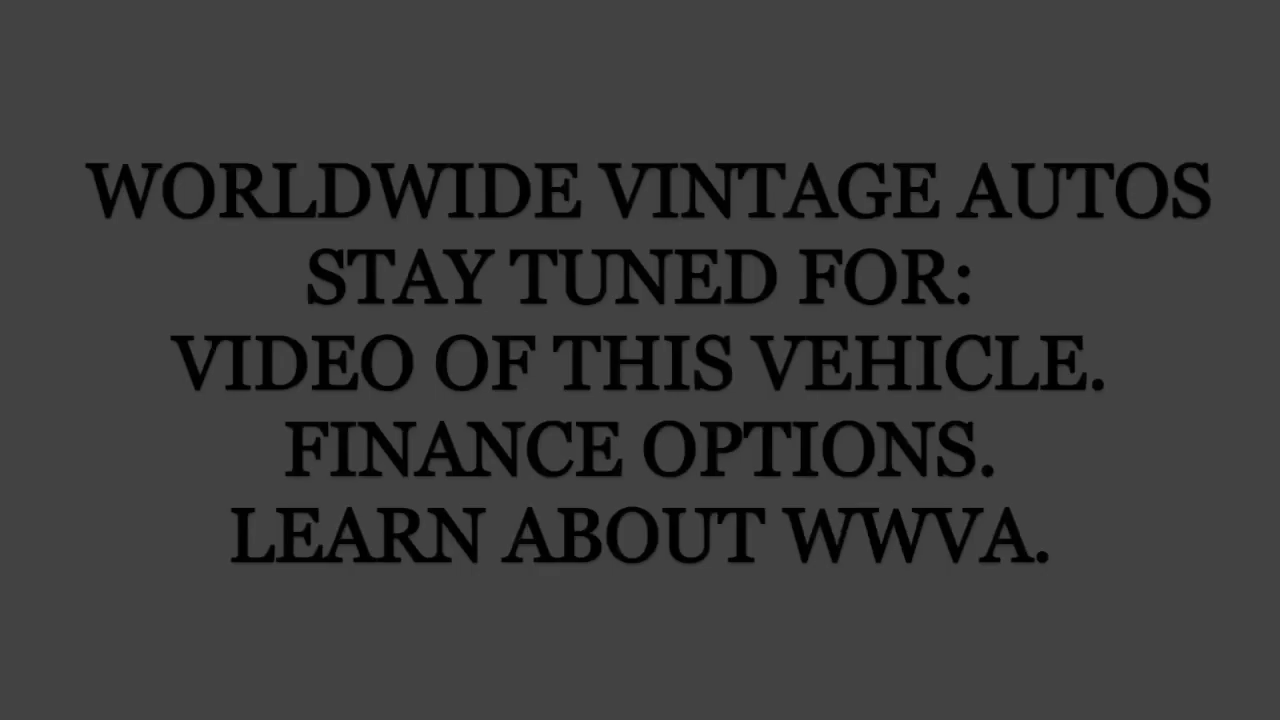 WORLDWIDE VINTAGE AUTOS
STAY TUNED FOR:
VIDEO OF THIS VEHICLE.
FINANCE OPTIONS.
LEARN ABOUT WWVA.